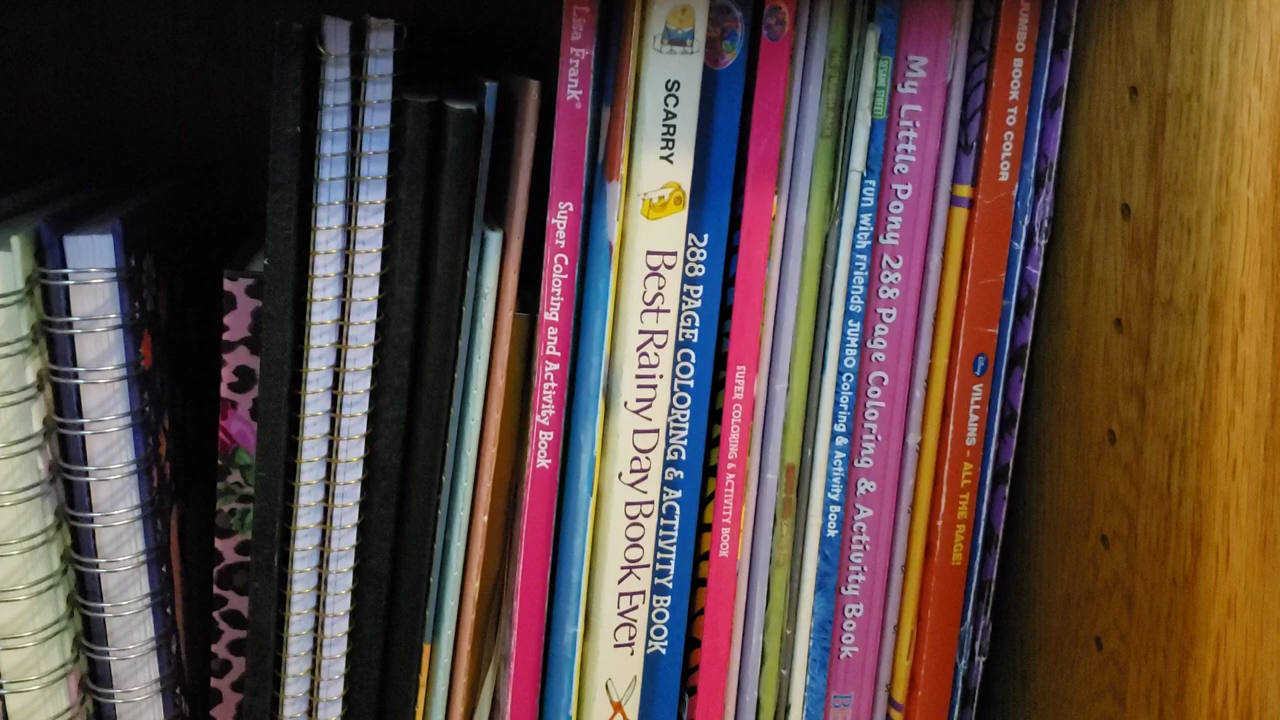 Lisa Frank®
Super Coloring and Activity Book
SCARRY
Best Rainy Day Book Ever
288 PAGE COLORING & ACTIVITY BOOK
SUPER COLORING & ACTIVITY BOOK
SESAME STREET
FUN WITH FRIENDS JUMBO Coloring & Activity Book
My Little Pony 288 Page Coloring & Activity Book
JUMBO BOOK TO COLOR
Disney
VILLAINS – ALL THE RAGE!